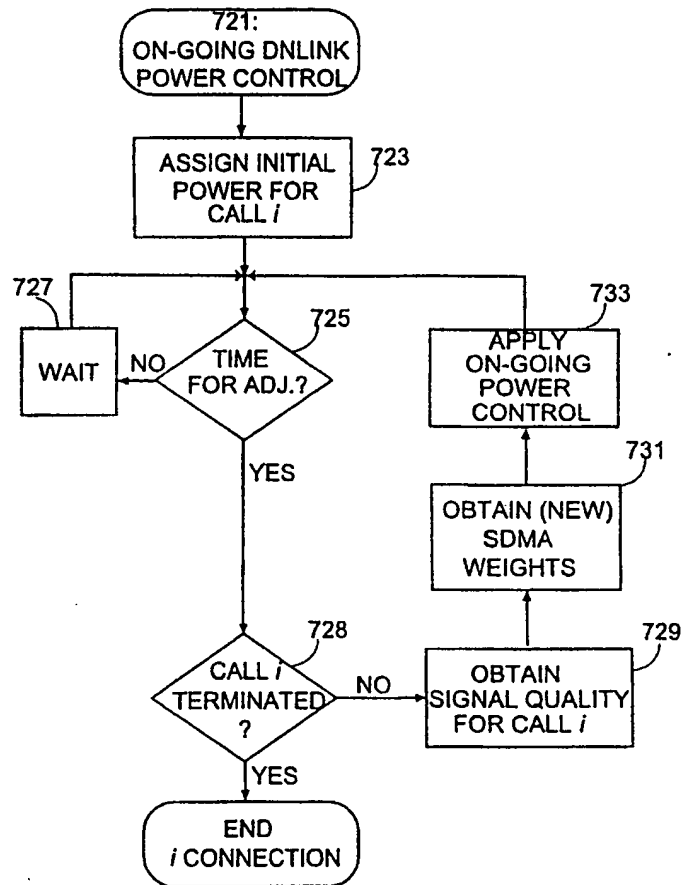 721:
ON-GOING DNLINK
POWER CONTROL
723
ASSIGN INITIAL
POWER FOR
CALL i
727
WAIT
NO
725
TIME
FOR ADJ.?
YES
733
APPLY
ON-GOING
POWER
CONTROL
731
OBTAIN (NEW)
SDMA
WEIGHTS
728
CALL i
TERMINATED
?
NO
729
OBTAIN
SIGNAL QUALITY
FOR CALL i
YES
END
i CONNECTION